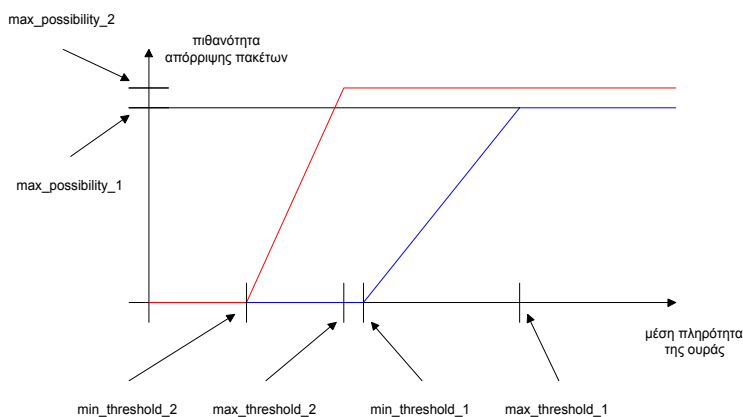 max_possibility_2
πιθανότητα
απόρριψης πακέτων
max_possibility_1
μέση πληρότητα
της ουράς
min_threshold_2
max_threshold_2
min_threshold_1
max_threshold_1